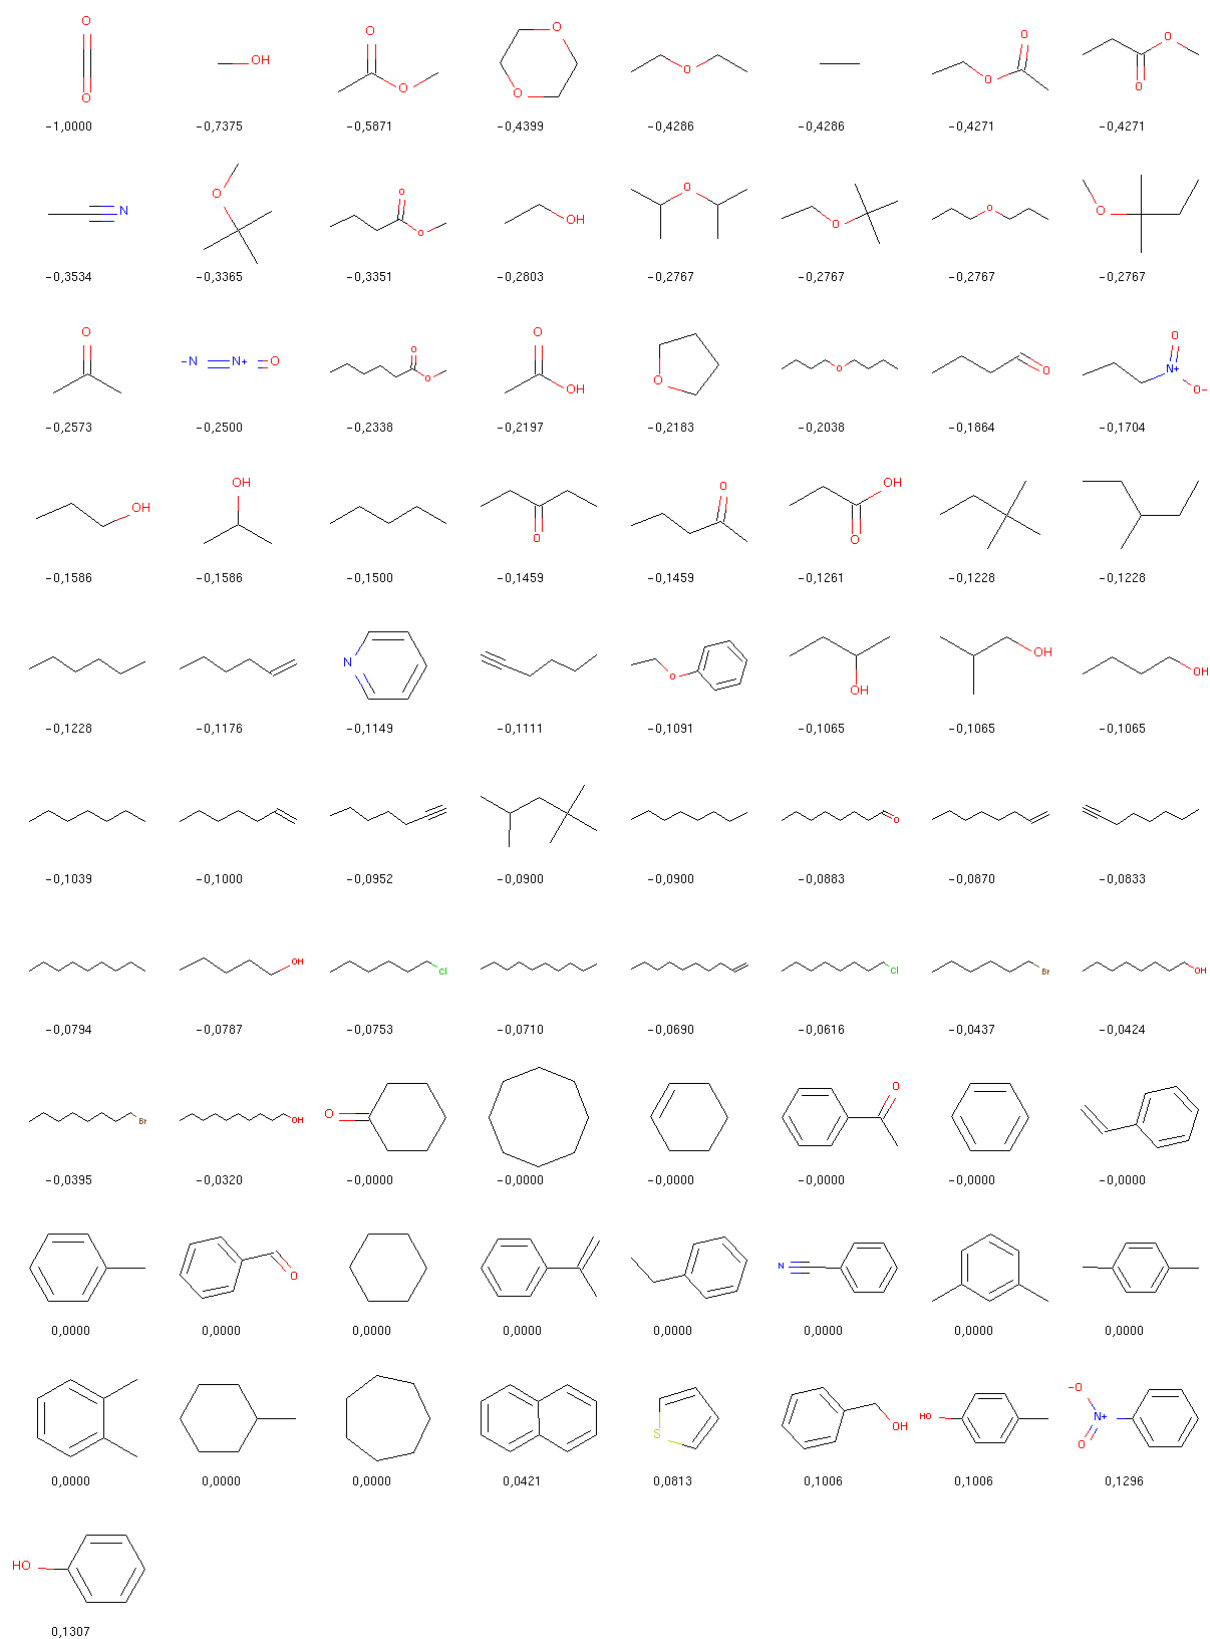 O O OH O O O O O O O O O
-1,0000 -0,7375 -0,5871 -0,4399 -0,4286 -0,4286 -0,4271 -0,4271
N O O O OH O O O O
-0,3534 -0,3365 -0,3351 -0,2803 -0,2767 -0,2767 -0,2767 -0,2767
O -N N+ O O O O OH O O O O N+ O-
-0,2573 -0,2500 -0,2338 -0,2197 -0,2183 -0,2038 -0,1864 -0,1704
OH OH O O OH O
-0,1586 -0,1586 -0,1500 -0,1459 -0,1459 -0,1261 -0,1228 -0,1228
N O OH OH OH
-0,1228 -0,1176 -0,1149 -0,1111 -0,1091 -0,1065 -0,1065 -0,1065
O
-0,1039 -0,1000 -0,0952 -0,0900 -0,0900 -0,0883 -0,0870 -0,0833
OH Cl Cl Br OH
-0,0794 -0,0787 -0,0753 -0,0710 -0,0690 -0,0616 -0,0437 -0,0424
Br OH O O
-0,0395 -0,0320 -0,0000 -0,0000 -0,0000 -0,0000 -0,0000 -0,0000
O N
0,0000 0,0000 0,0000 0,0000 0,0000 0,0000 0,0000 0,0000
S OH HO -O N+ O
0,0000 0,0000 0,0000 0,0421 0,0813 0,1006 0,1006 0,1296
HO
0,1307